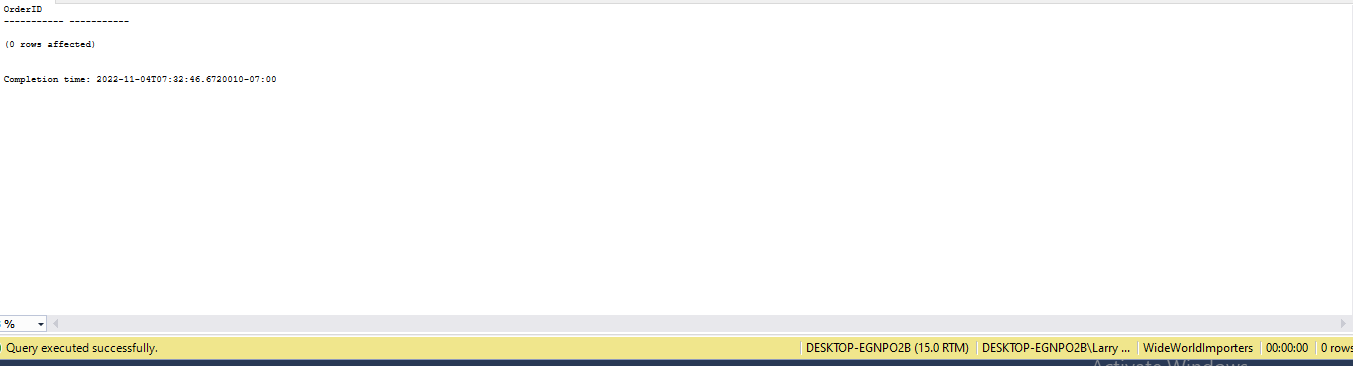 OrderID
----------- -----------
(0 rows affected)
Completion time: 2022-11-04T07:32:46.6720010-07:00
%
Query executed successfully.
DESKTOP-EGNPO2B (15.0 RTM) DESKTOP-EGNPO2B\Larry ... WideWorldImporters 00:00:00 0 rows
Activate Windows